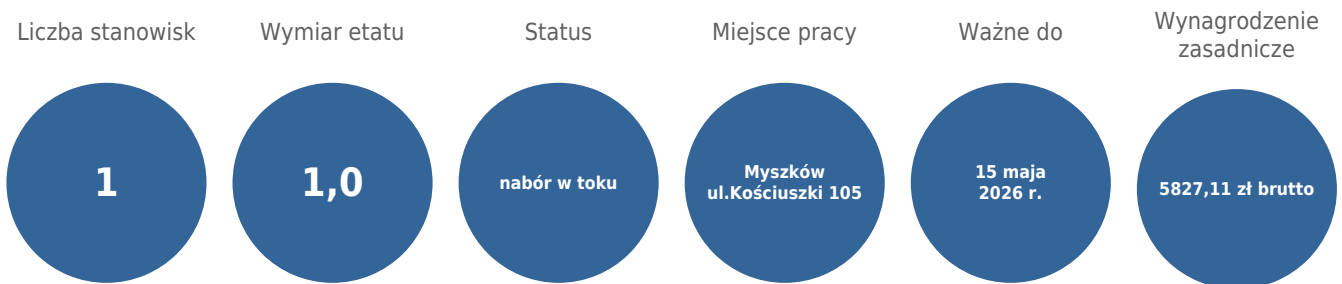 Liczba stanowisk
1
Wymiar etatu
1,0
Status
nabór w toku
Miejsce pracy
Myszków
ul.Kościuszki 105
Ważne do
15 maja
2026 r.
Wynagrodzenie
zasadnicze
5827,11 zł brutto